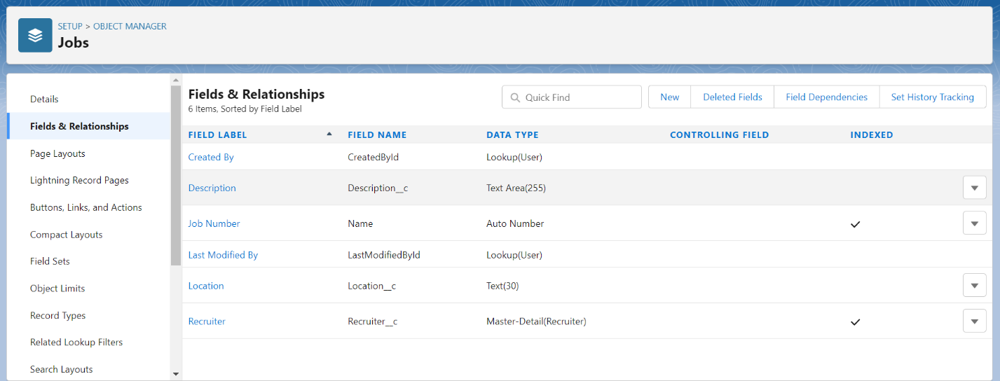 SETUP > OBJECT MANAGER
Jobs
Details
Fields & Relationships
Page Layouts
Lightning Record Pages
Buttons, Links, and Actions
Compact Layouts
Field Sets
Object Limits
Record Types
Related Lookup Filters
Search Layouts
Fields & Relationships
6 Items, Sorted by Field Label
Quick Find New Deleted Fields Field Dependencies Set History Tracking
FIELD LABEL FIELD NAME DATA TYPE CONTROLLING FIELD INDEXED
Created By CreatedById Lookup(User)
Description Description__c Text Area(255)
Job Number Name Auto Number
Last Modified By LastModifiedById Lookup(User)
Location Location__c Text(30)
Recruiter Recruiter__c Master-Detail(Recruiter)